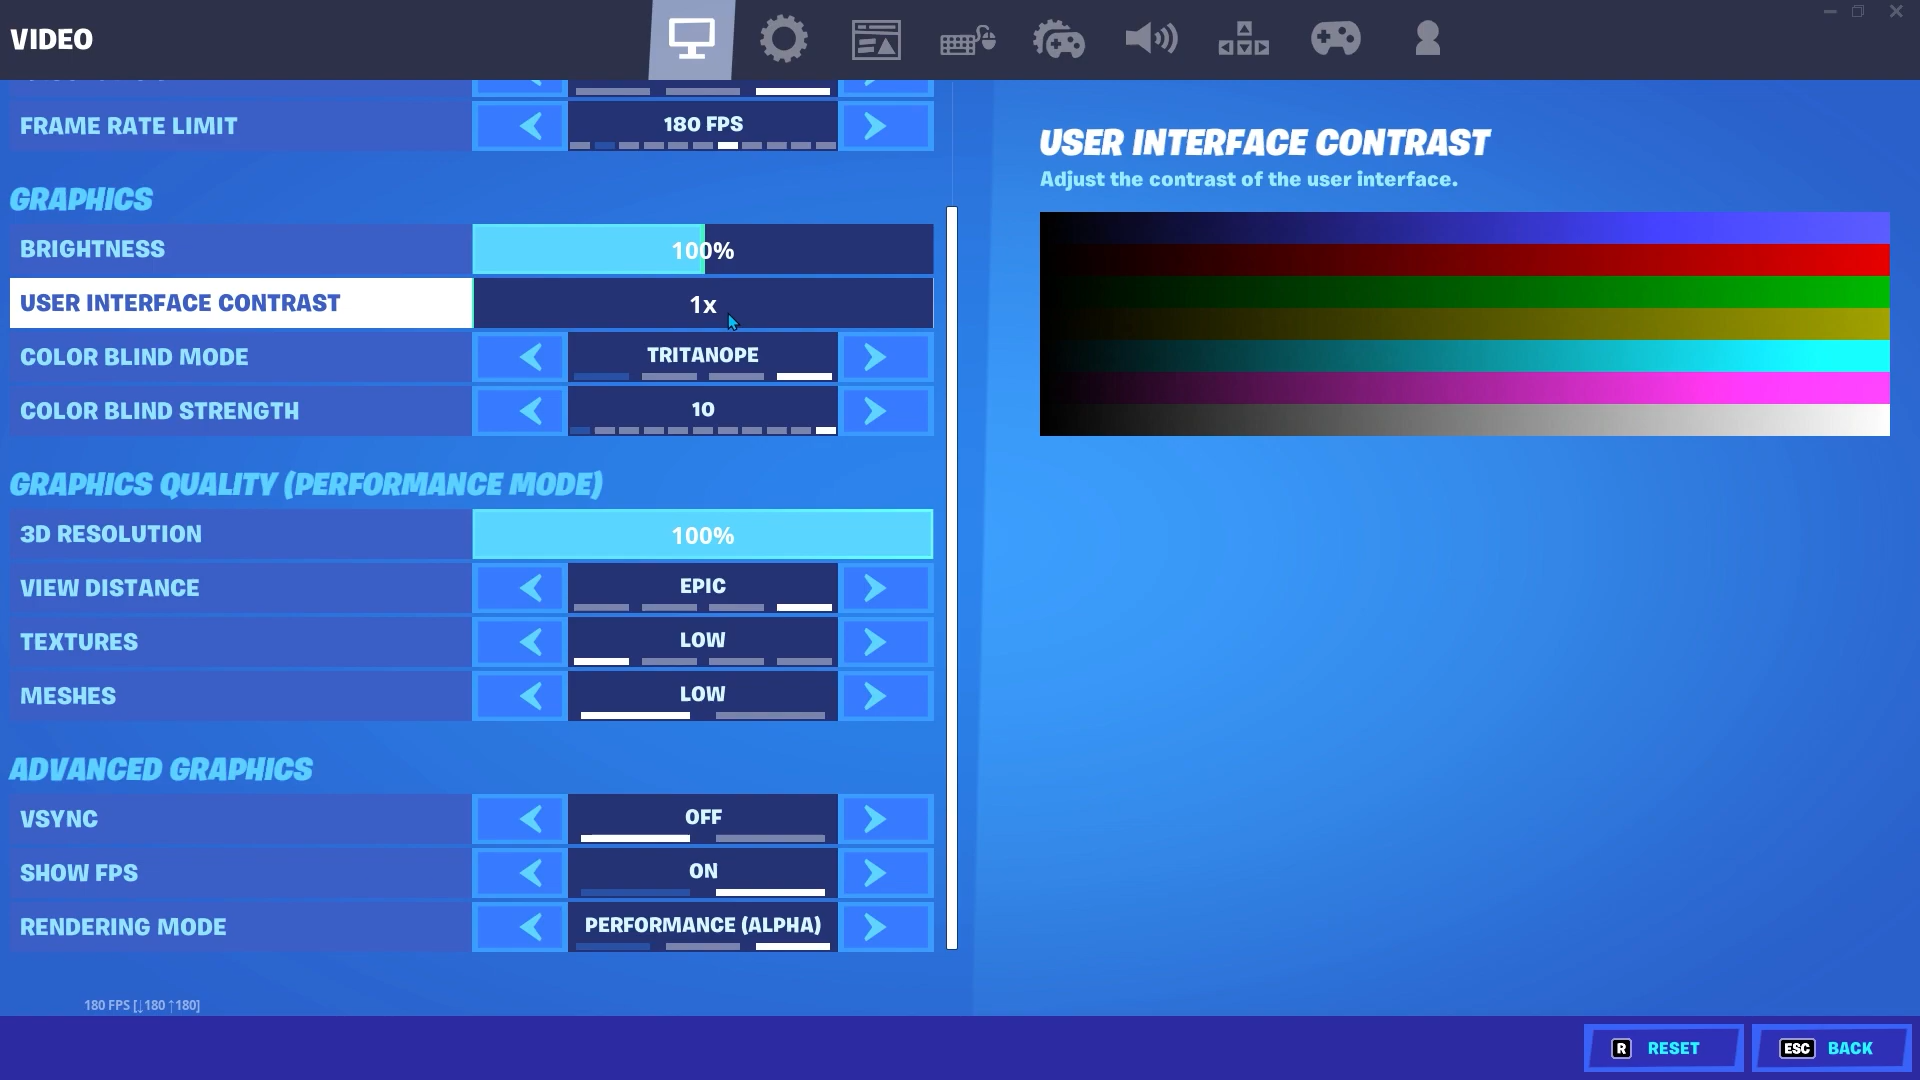 VIDEO
FRAME RATE LIMIT
180 FPS
GRAPHICS
BRIGHTNESS
100%
USER INTERFACE CONTRAST
1x
COLOR BLIND MODE
TRITANOPE
COLOR BLIND STRENGTH
10
GRAPHICS QUALITY (PERFORMANCE MODE)
3D RESOLUTION
100%
VIEW DISTANCE
EPIC
TEXTURES
LOW
MESHES
LOW
ADVANCED GRAPHICS
VSYNC
OFF
SHOW FPS
ON
RENDERING MODE
PERFORMANCE (ALPHA)
180 FPS [↓180 ↑180]
USER INTERFACE CONTRAST
Adjust the contrast of the user interface.
R RESET
ESC BACK